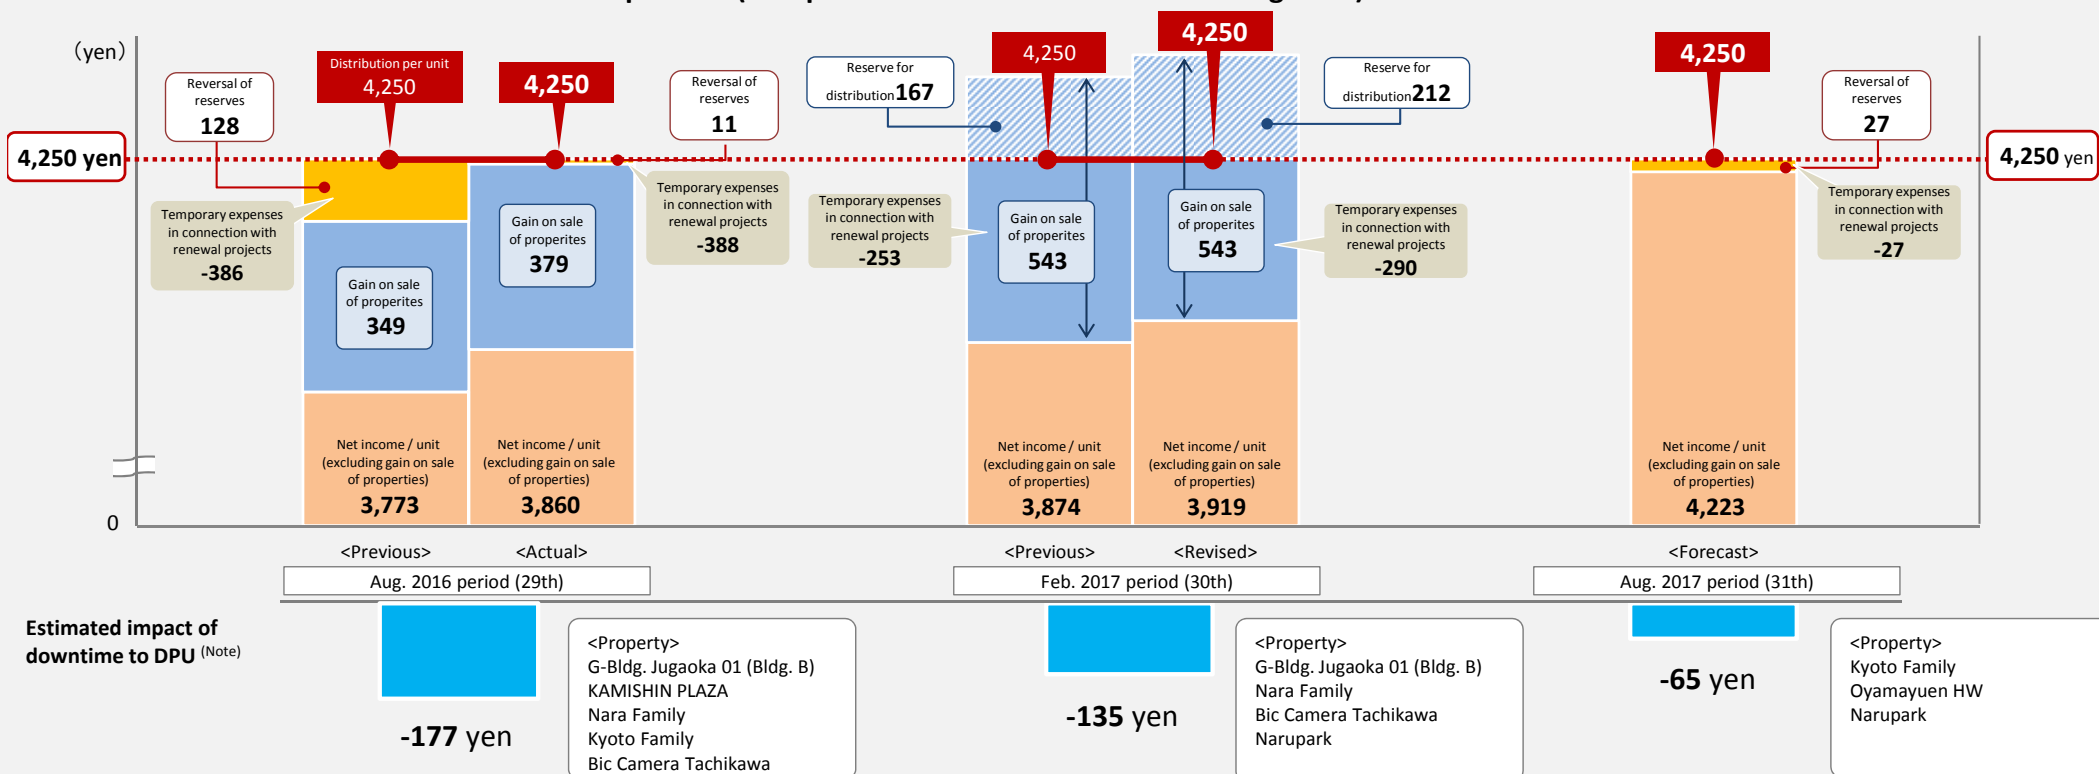 (yen)
Reversal of
reserves
128
Distribution per unit
4,250
4,250
Reversal of
reserves
11
Reserve for
distribution167
4,250
4,250
Reserve for
distribution212
4,250
Reversal of
reserves
27
4,250 yen
4,250 yen
Temporary expenses
in connection with
renewal projects
-386
Gain on sale
of properites
349
Gain on sale
of properites
379
Temporary expenses
in connection with
renewal projects
-388
Temporary expenses
in connection with
renewal projects
-253
Gain on sale
of properites
543
Gain on sale
of properites
543
Temporary expenses
in connection with
renewal projects
-290
Temporary expenses
in connection with
renewal projects
-27
Net income / unit
(excluding gain on sale
of properties)
3,773
Net income / unit
(excluding gain on sale
of properties)
3,860
Net income / unit
(excluding gain on sale
of properties)
3,874
Net income / unit
(excluding gain on sale
of properties)
3,919
Net income / unit
(excluding gain on sale
of properties)
4,223
0
<Previous>
<Actual>
<Previous>
<Revised>
<Forecast>
Aug. 2016 period (29th)
Feb. 2017 period (30th)
Aug. 2017 period (31th)
Estimated impact of
downtime to DPU (Note)
-177 yen
<Property>
G-Bldg. Jugaoka 01 (Bldg. B)
KAMISHIN PLAZA
Nara Family
Kyoto Family
Bic Camera Tachikawa
-135 yen
<Property>
G-Bldg. Jugaoka 01 (Bldg. B)
Nara Family
Bic Camera Tachikawa
Narupark
-65 yen
<Property>
Kyoto Family
Oyamayuen HW
Narupark